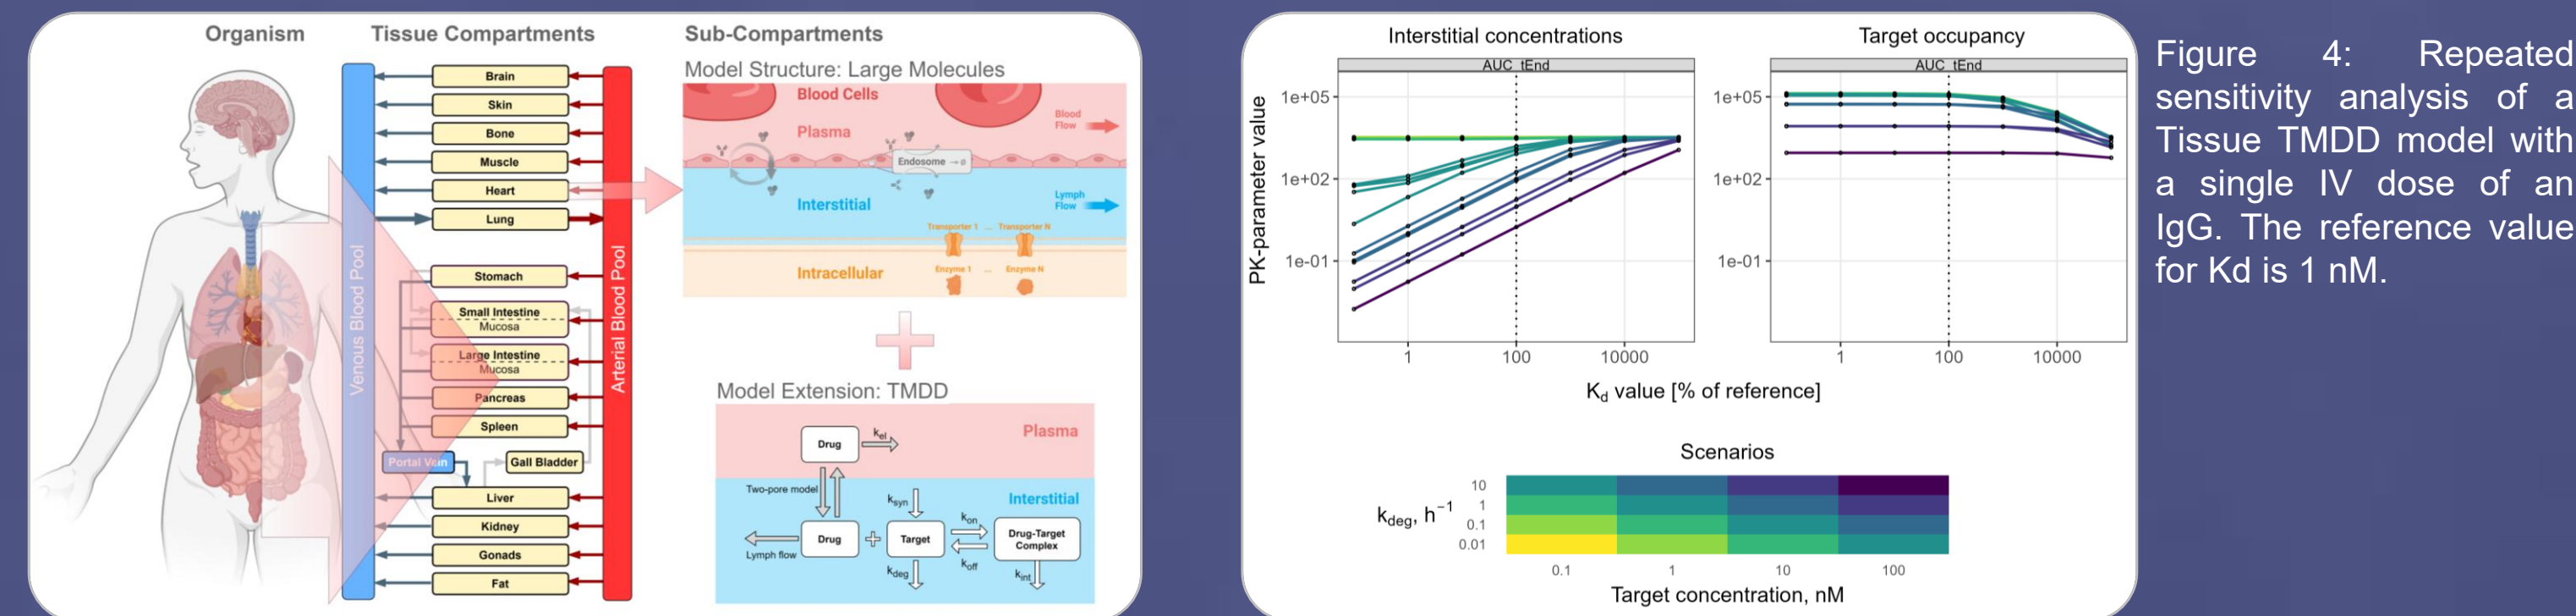 Organism
Tissue Compartments
Sub-Compartments
Model Structure: Large Molecules
Venous Blood Pool
Arterial Blood Pool
Brain
Skin
Bone
Muscle
Heart
Lung
Stomach
Small Intestine
Mucosa
Large Intestine
Mucosa
Pancreas
Spleen
Portal Vein
Gall Bladder
Liver
Kidney
Gonads
Fat
Blood Cells
Plasma
Blood
Flow
Endosome → ø
Interstitial
Lymph
Flow
Transporter 1 ... Transporter N
Intracellular
Enzyme 1 ... Enzyme N
Model Extension: TMDD
Plasma
Drug
kel
Two-pore model
ksyn
Interstitial
Drug
Target
kon
koff
Drug-Target
Complex
Lymph flow
kdeg
kint
Interstitial concentrations
Target occupancy
AUC_tEnd
AUC_tEnd
PK-parameter value
1e+05
1e+02
1e-01
1e+05
1e+02
1e-01
1 100 10000
1 100 10000
Kd value [% of reference]
Scenarios
kdeg, h⁻¹
10
1
0.1
0.01
0.1 1 10 100
Target concentration, nM
Figure 4: Repeated
sensitivity analysis of a
Tissue TMDD model with
a single IV dose of an
IgG. The reference value
for Kd is 1 nM.